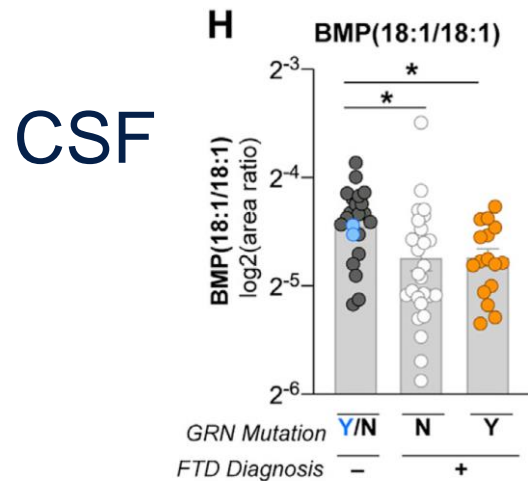 H
BMP(18:1/18:1)
CSF
BMP(18:1/18:1)
log2(area ratio)
2-3
2-4
2-5
2-6
*
*
GRN Mutation Y/N N Y
FTD Diagnosis – +